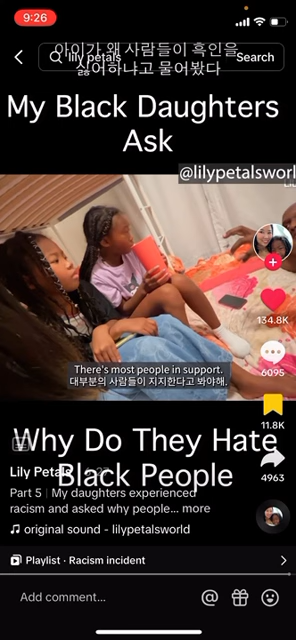 9:26
아이가 왜 사람들이 흑인을
싫어하냐고 물어봤다
lily petals
Search
My Black Daughters
Ask
@lilypetalsworl
134.8K
There's most people in support.
대부분의 사람들이 지지한다고 봐야해.
6095
11.8K
Why Do They Hate
Black People
4963
Lily Petals
Part 5 | My daughters experienced
racism and asked why people... more
original sound - lilypetalsworld
Playlist · Racism incident
Add comment...